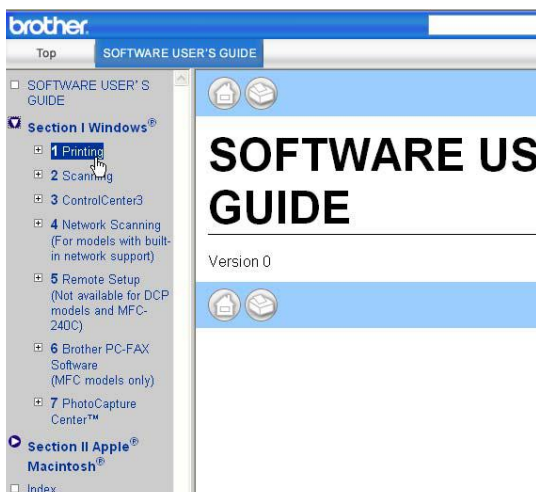 brother.
Top
SOFTWARE USER'S GUIDE
SOFTWARE USER' S
GUIDE
Section I Windows®
1 Printing
2 Scanning
3 ControlCenter3
4 Network Scanning
(For models with built-
in network support)
5 Remote Setup
(Not available for DCP
models and MFC-
240C)
6 Brother PC-FAX
Software
(MFC models only)
7 PhotoCapture
Center™
Section II Apple®
Macintosh®
Index
SOFTWARE US
GUIDE
Version 0